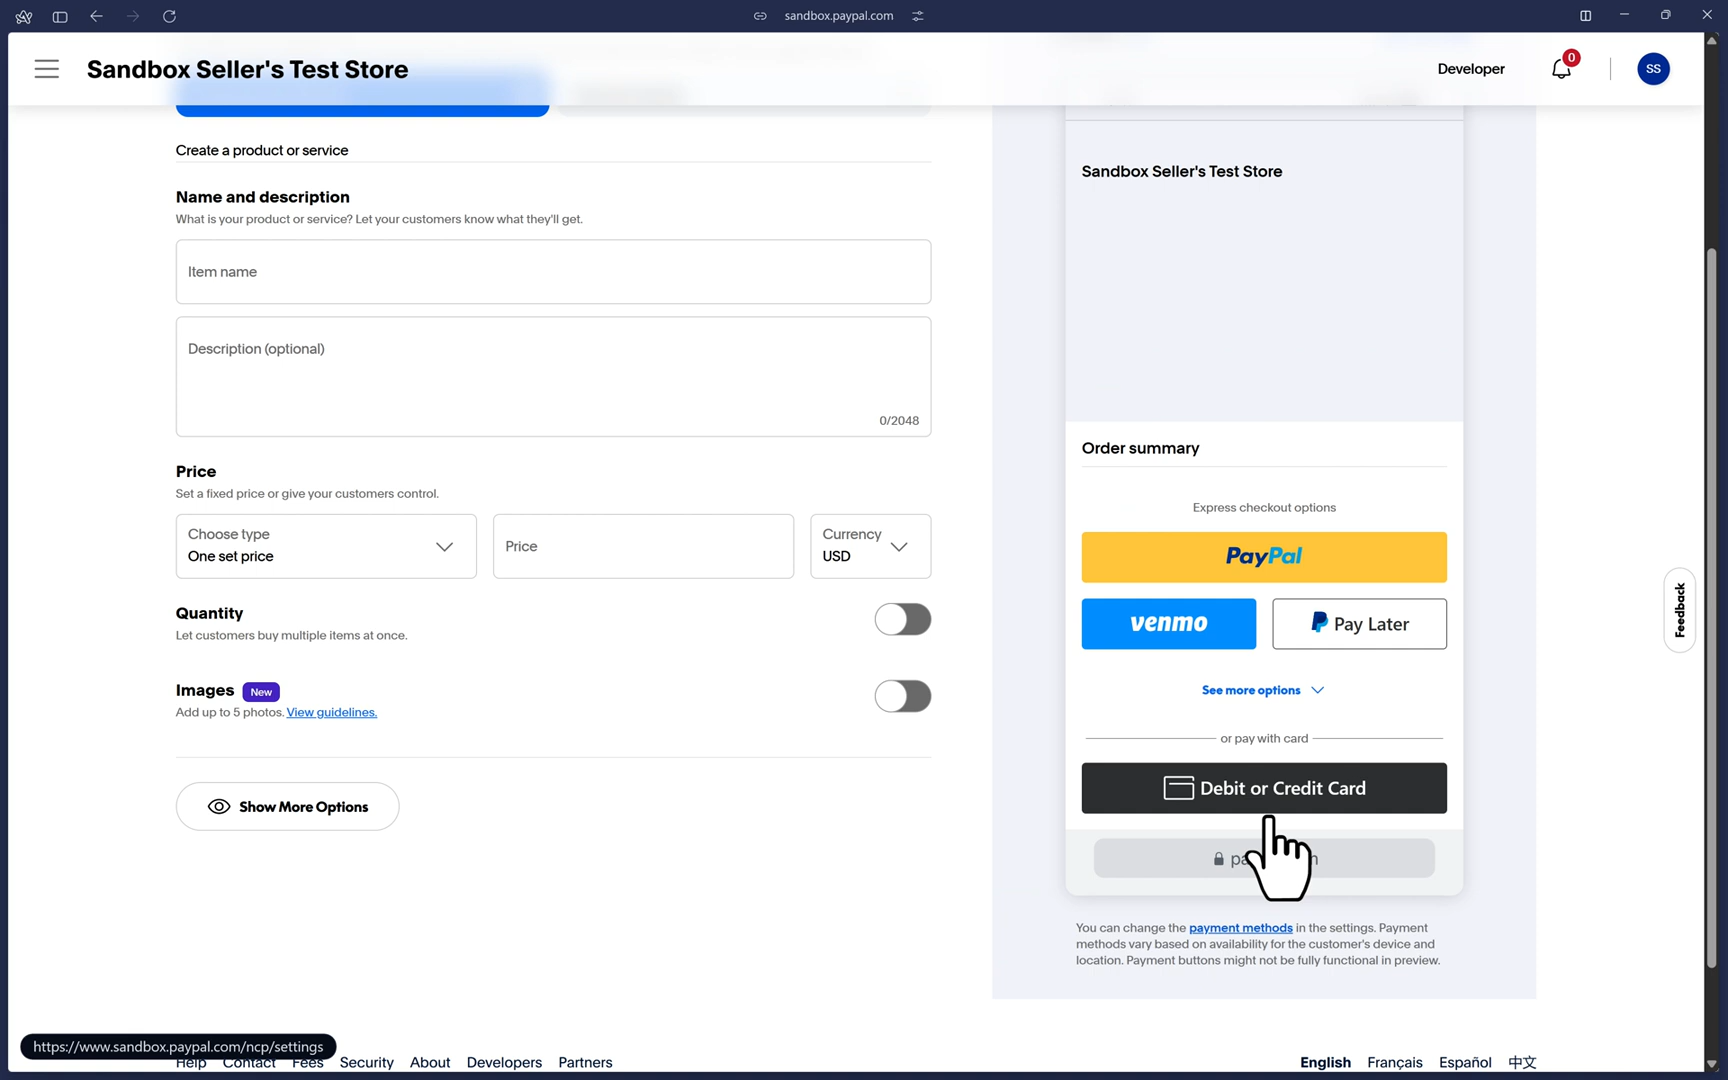 sandbox.paypal.com
Sandbox Seller's Test Store
Developer
0
SS
Create a product or service
Name and description
What is your product or service? Let your customers know what they'll get.
Item name
Description (optional)
0/2048
Price
Set a fixed price or give your customers control.
Choose type
One set price
Price
Currency
USD
Quantity
Let customers buy multiple items at once.
Images New
Add up to 5 photos. View guidelines.
Show More Options
Sandbox Seller's Test Store
Order summary
Express checkout options
PayPal
venmo
Pay Later
See more options
or pay with card
Debit or Credit Card
You can change the payment methods in the settings. Payment
methods vary based on availability for the customer's device and
location. Payment buttons might not be fully functional in preview.
Feedback
https://www.sandbox.paypal.com/ncp/settings
Help Contact Fees Security About Developers Partners
English Français Español 中文